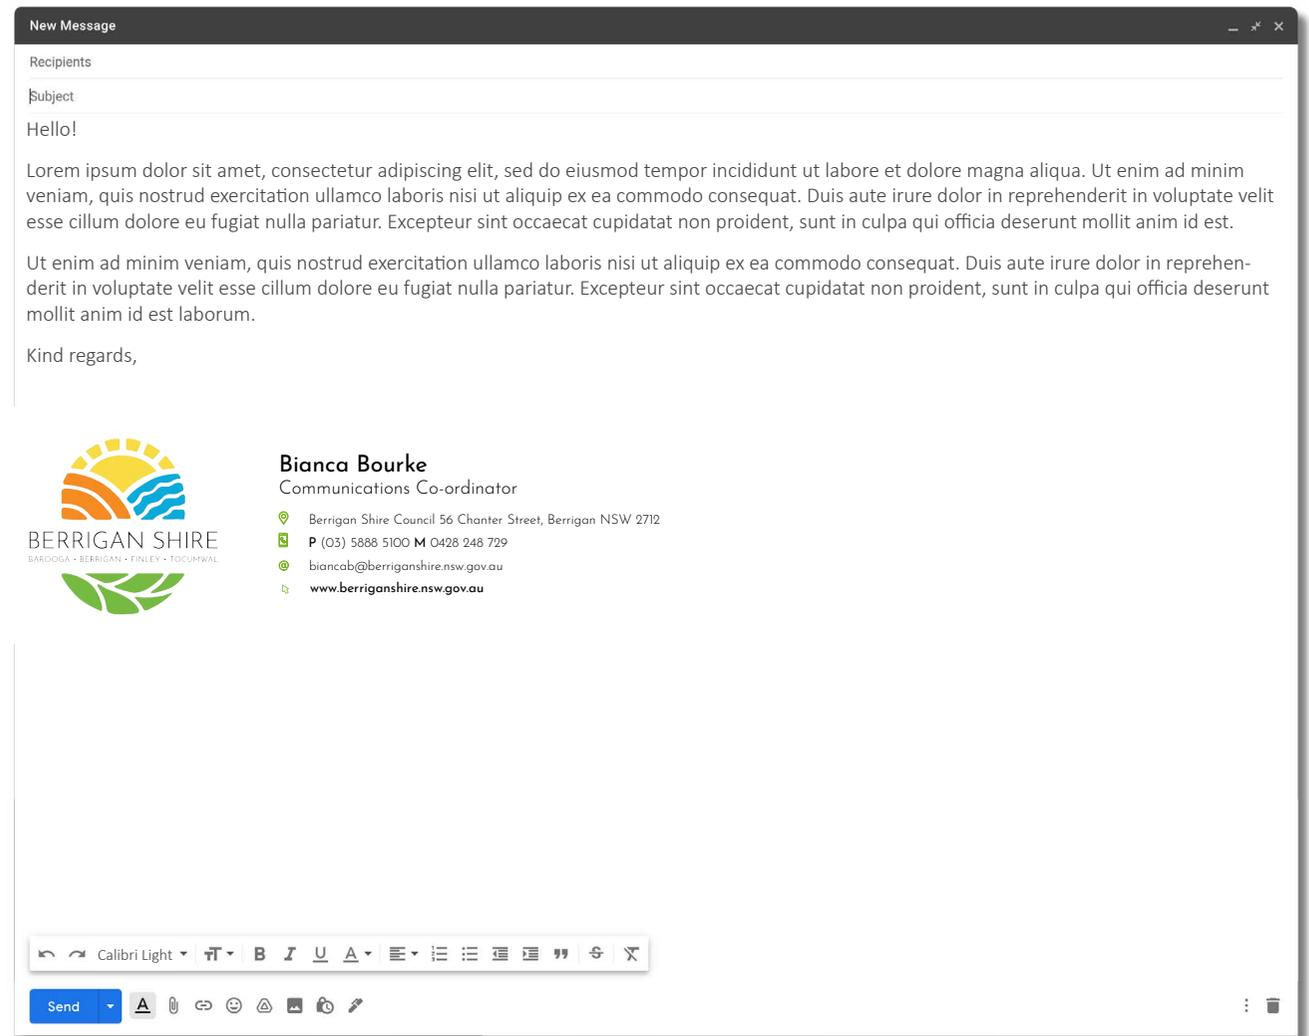 New Message
Recipients
Subject
Hello!
Lorem ipsum dolor sit amet, consectetur adipiscing elit, sed do eiusmod tempor incididunt ut labore et dolore magna aliqua. Ut enim ad minim
veniam, quis nostrud exercitation ullamco laboris nisi ut aliquip ex ea commodo consequat. Duis aute irure dolor in reprehenderit in voluptate velit
esse cillum dolore eu fugiat nulla pariatur. Excepteur sint occaecat cupidatat non proident, sunt in culpa qui officia deserunt mollit anim id est.
Ut enim ad minim veniam, quis nostrud exercitation ullamco laboris nisi ut aliquip ex ea commodo consequat. Duis aute irure dolor in reprehen-
derit in voluptate velit esse cillum dolore eu fugiat nulla pariatur. Excepteur sint occaecat cupidatat non proident, sunt in culpa qui officia deserunt
mollit anim id est laborum.
Kind regards,
BERRIGAN SHIRE
BAROOGA • BERRIGAN • FINLEY • TOCUMWAL
Bianca Bourke
Communications Co-ordinator
Berrigan Shire Council 56 Chanter Street, Berrigan NSW 2712
P (03) 5888 5100 M 0428 248 729
biancab@berriganshire.nsw.gov.au
www.berriganshire.nsw.gov.au
Calibri Light
Send